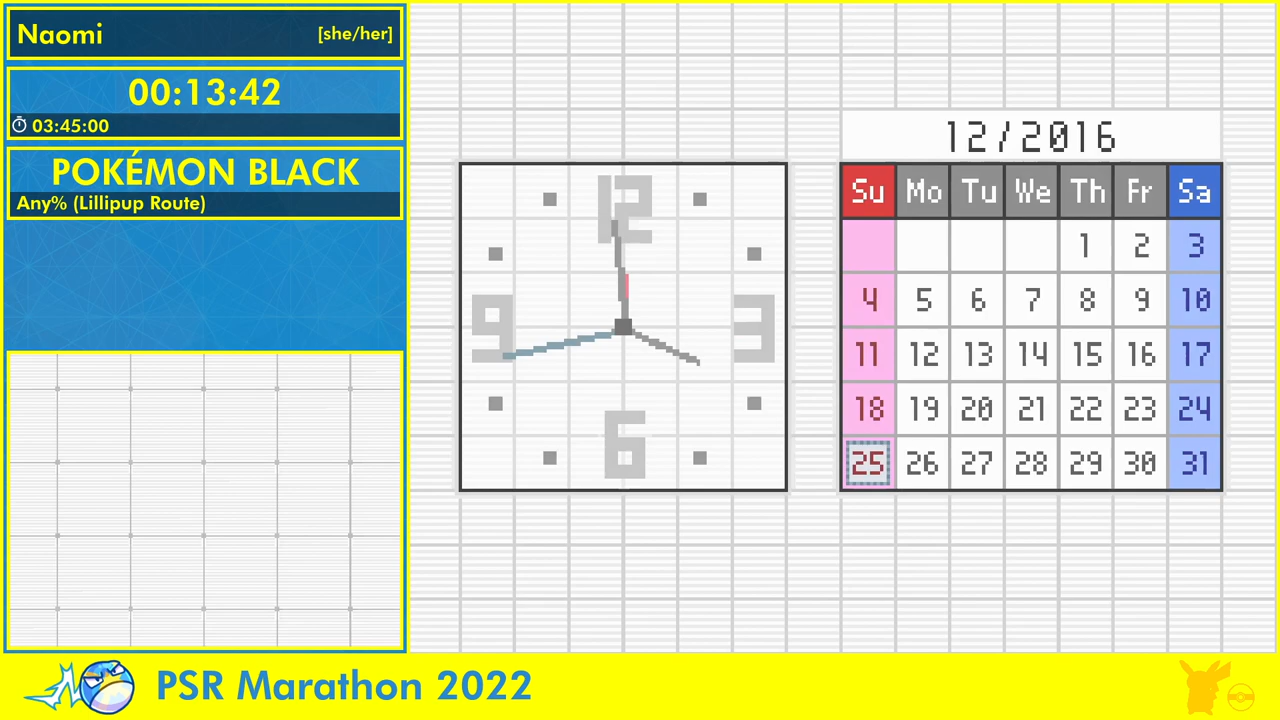 Naomi [she/her]
00:13:42
03:45:00
POKÉMON BLACK
Any% (Lillipup Route)
12
9 3
6
12/2016
Su Mo Tu We Th Fr Sa
1 2 3
4 5 6 7 8 9 10
11 12 13 14 15 16 17
18 19 20 21 22 23 24
25 26 27 28 29 30 31
PSR Marathon 2022